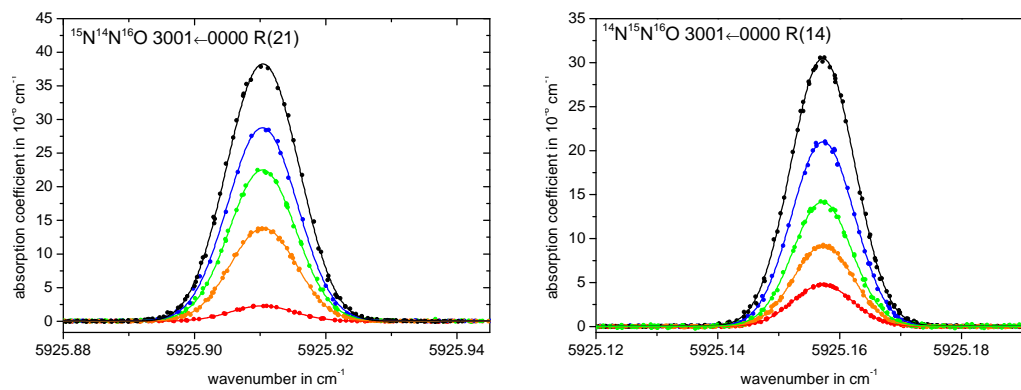 ¹⁵N¹⁴N¹⁶O 3001←0000 R(21)
absorption coefficient in 10⁻⁶ cm⁻¹
45
40
35
30
25
20
15
10
5
0
5925.88 5925.90 5925.92 5925.94
wavenumber in cm⁻¹
¹⁴N¹⁵N¹⁶O 3001←0000 R(14)
absorption coefficient in 10⁻⁶ cm⁻¹
35
30
25
20
15
10
5
0
5925.12 5925.14 5925.16 5925.18
wavenumber in cm⁻¹